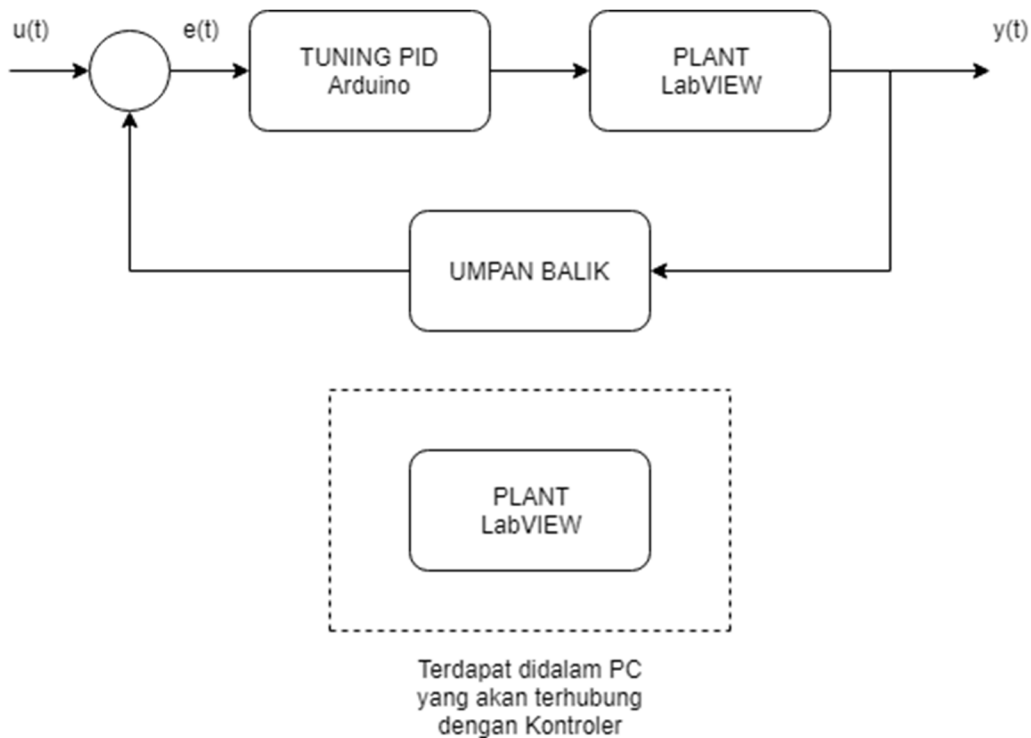 u(t)
e(t)
TUNING PID
Arduino
PLANT
LabVIEW
y(t)
UMPAN BALIK
PLANT
LabVIEW
Terdapat didalam PC
yang akan terhubung
dengan Kontroler